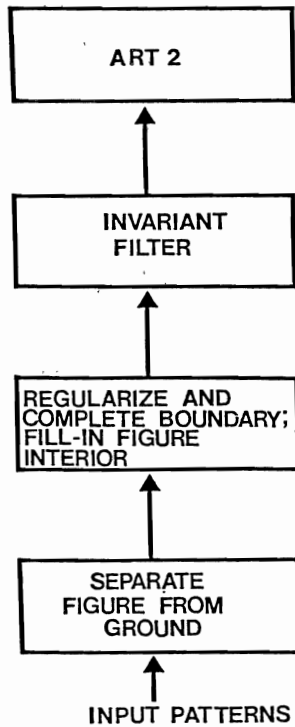 ART 2
INVARIANT
FILTER
REGULARIZE AND
COMPLETE BOUNDARY;
FILL-IN FIGURE
INTERIOR
SEPARATE
FIGURE FROM
GROUND
INPUT PATTERNS